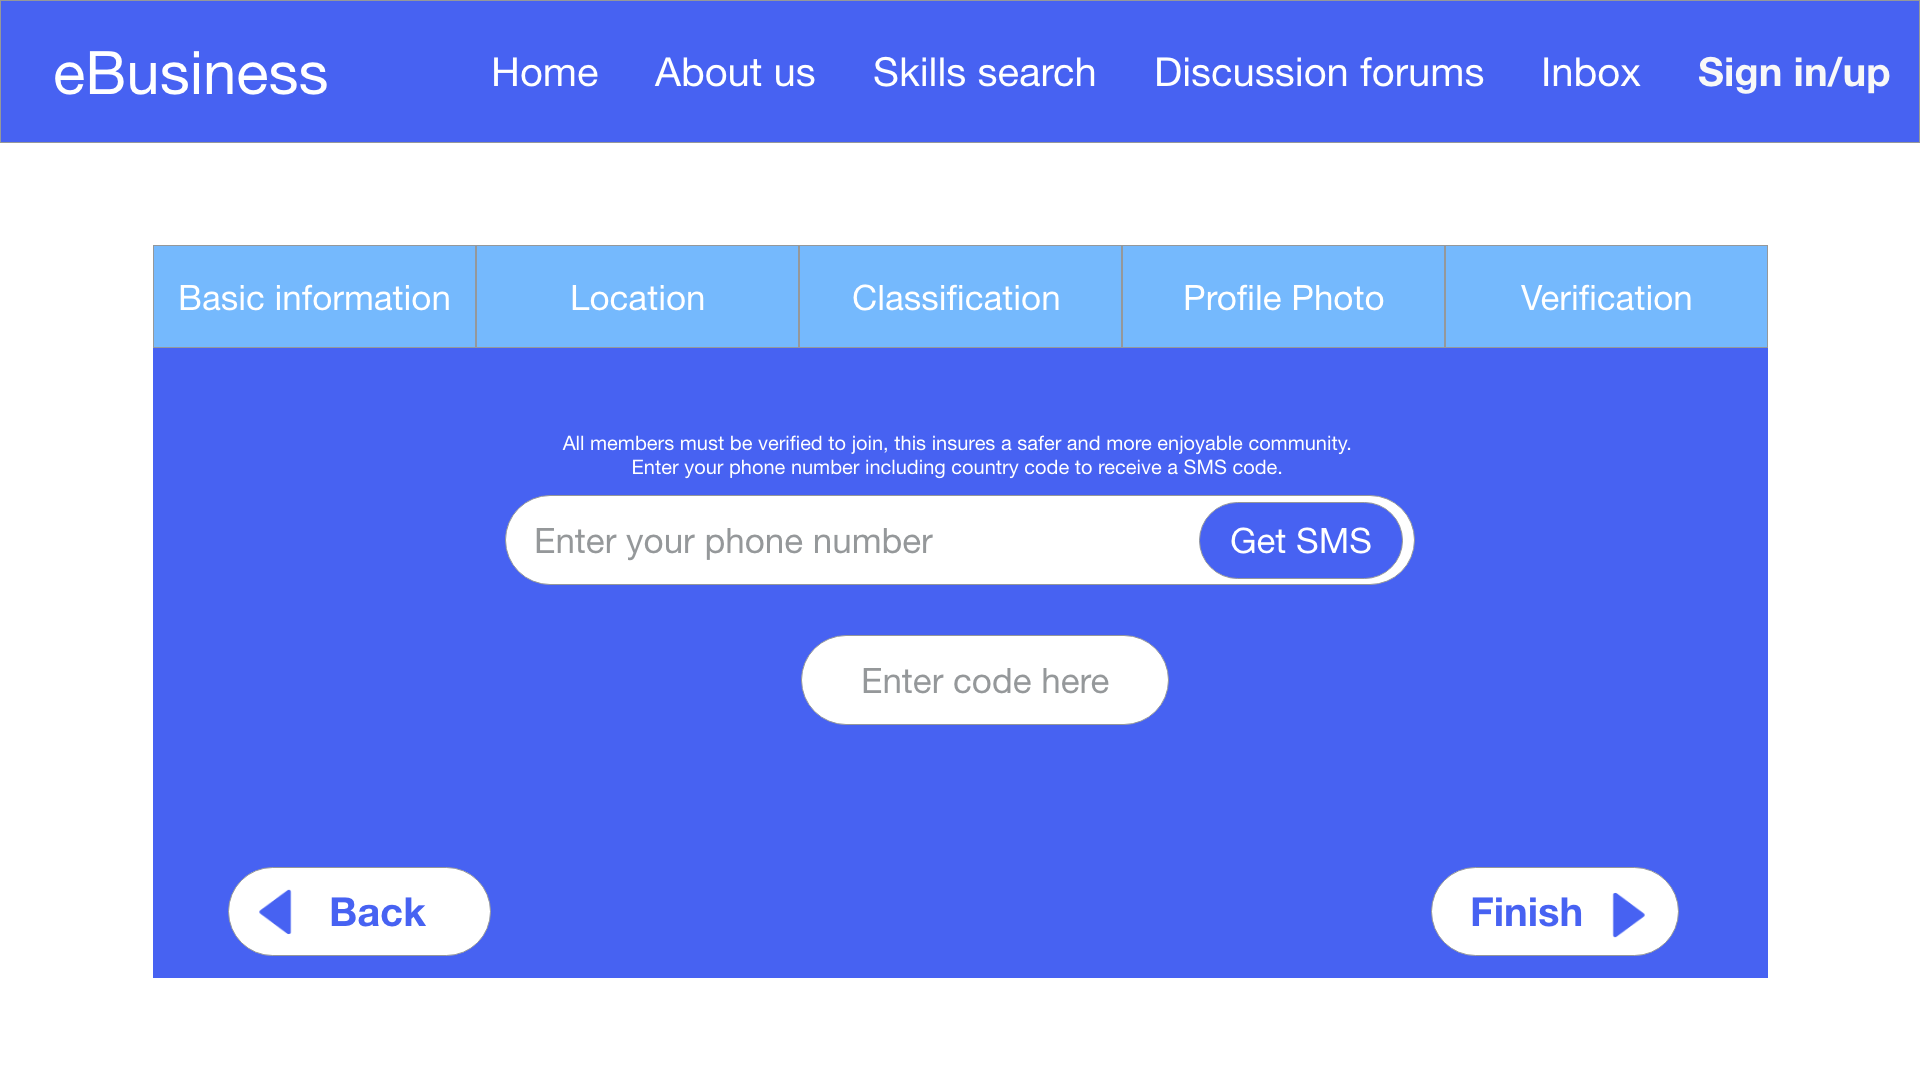 eBusiness
Home
About us
Skills search
Discussion forums
Inbox
Sign in/up
Basic information
Location
Classification
Profile Photo
Verification
All members must be verified to join, this insures a safer and more enjoyable community.
Enter your phone number including country code to receive a SMS code.
Enter your phone number
Get SMS
Enter code here
Back
Finish